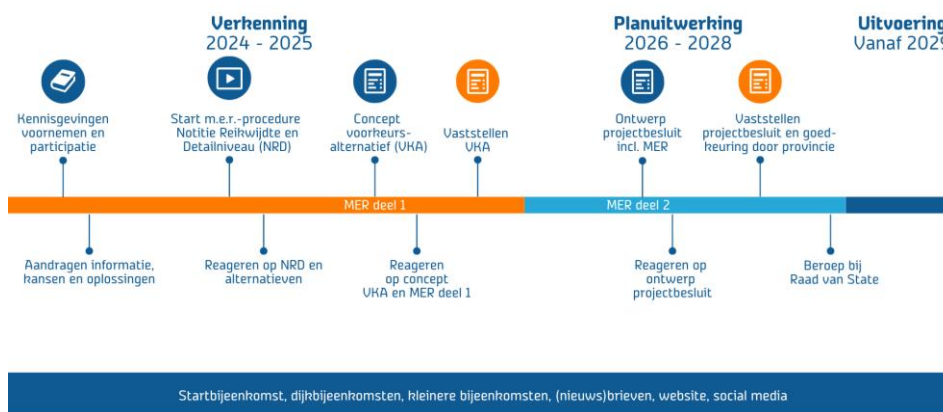 Verkenning
2024 - 2025
Planuitwerking
2026 - 2028
Uitvoering
Vanaf 2029
Kennisgevingen
voornemen en
participatie
Start m.e.r.-procedure
Notitie Reikwijdte en
Detailniveau (NRD)
Concept
voorkeurs-
alternatief (VKA)
Vaststellen
VKA
Ontwerp
projectbesluit
incl. MER
Vaststellen
projectbesluit en goed-
keuring door provincie
MER deel 1
MER deel 2
Aandragen informatie,
kansen en oplossingen
Reageren op NRD en
alternatieven
Reageren
op concept
VKA en MER deel 1
Reageren op
ontwerp
projectbesluit
Beroep bij
Raad van State
Startbijeenkomst, dijkbijeenkomsten, kleinere bijeenkomsten, (nieuws)brieven, website, social media